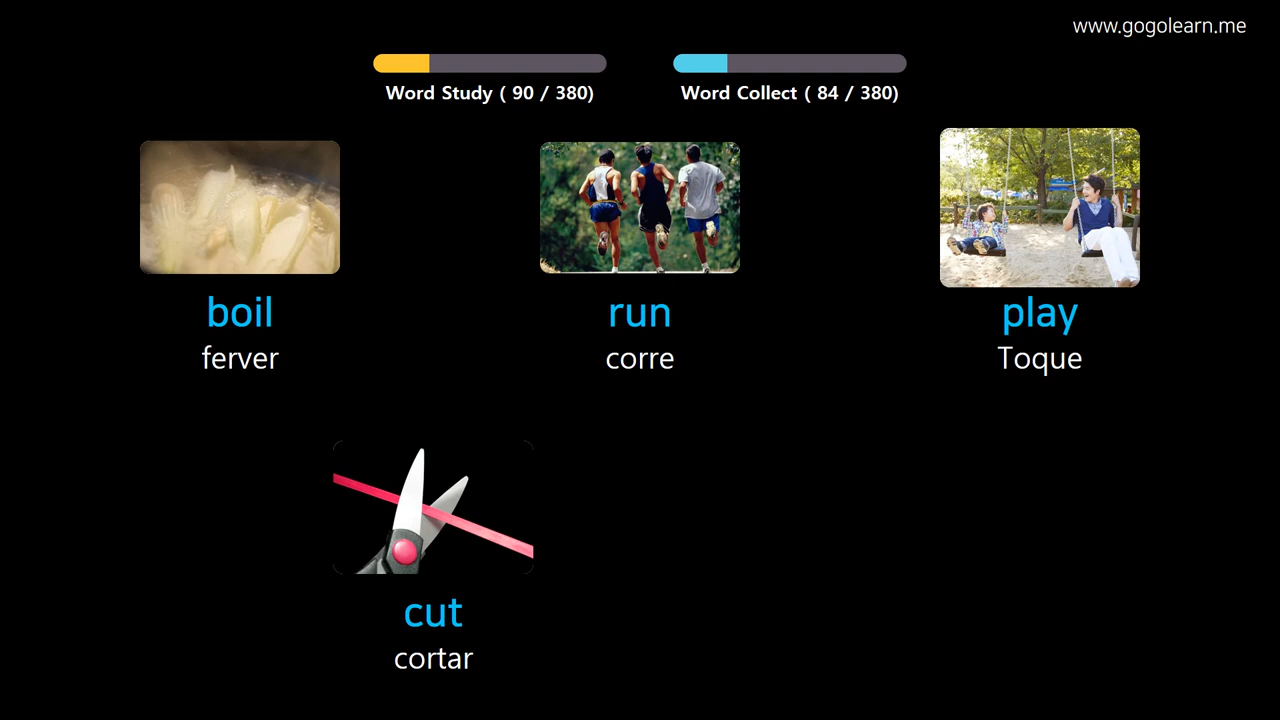 www.gogolearn.me
Word Study ( 90 / 380)
Word Collect ( 84 / 380)
boil
ferver
run
corre
play
Toque
cut
cortar